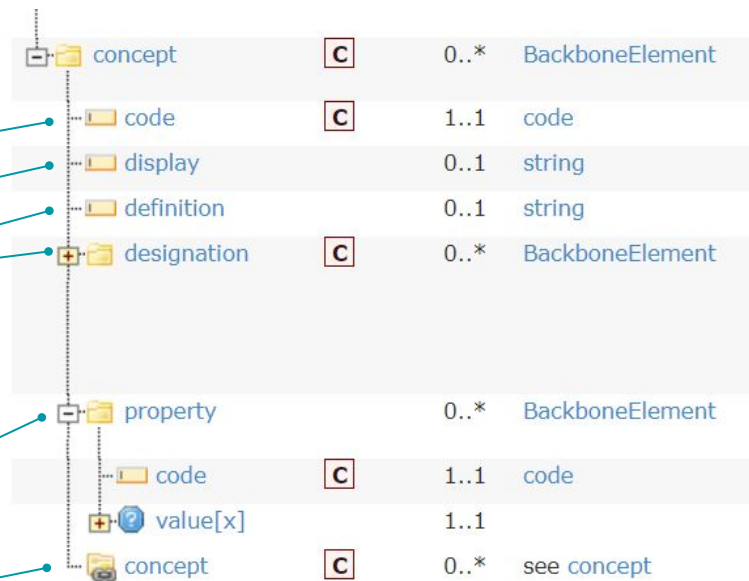 concept C 0..* BackboneElement
code C 1..1 code
display 0..1 string
definition 0..1 string
designation C 0..* BackboneElement
property 0..* BackboneElement
code C 1..1 code
value[x] 1..1
concept C 0..* see concept